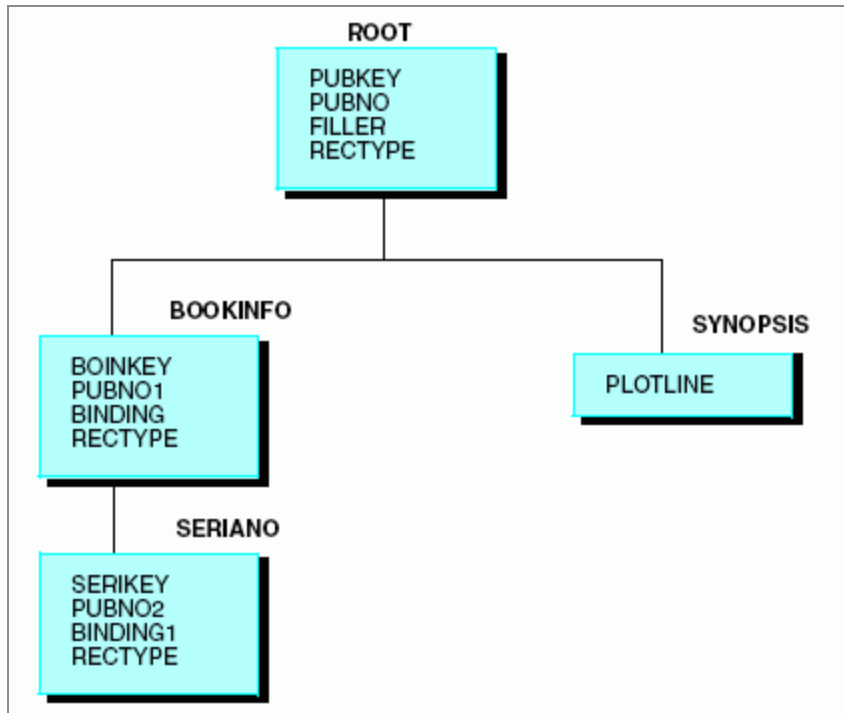 ROOT
PUBKEY
PUBNO
FILLER
RECTYPE
BOOKINFO
BOINKEY
PUBNO1
BINDING
RECTYPE
SYNOPSIS
PLOTLINE
SERIANO
SERIKEY
PUBNO2
BINDING1
RECTYPE